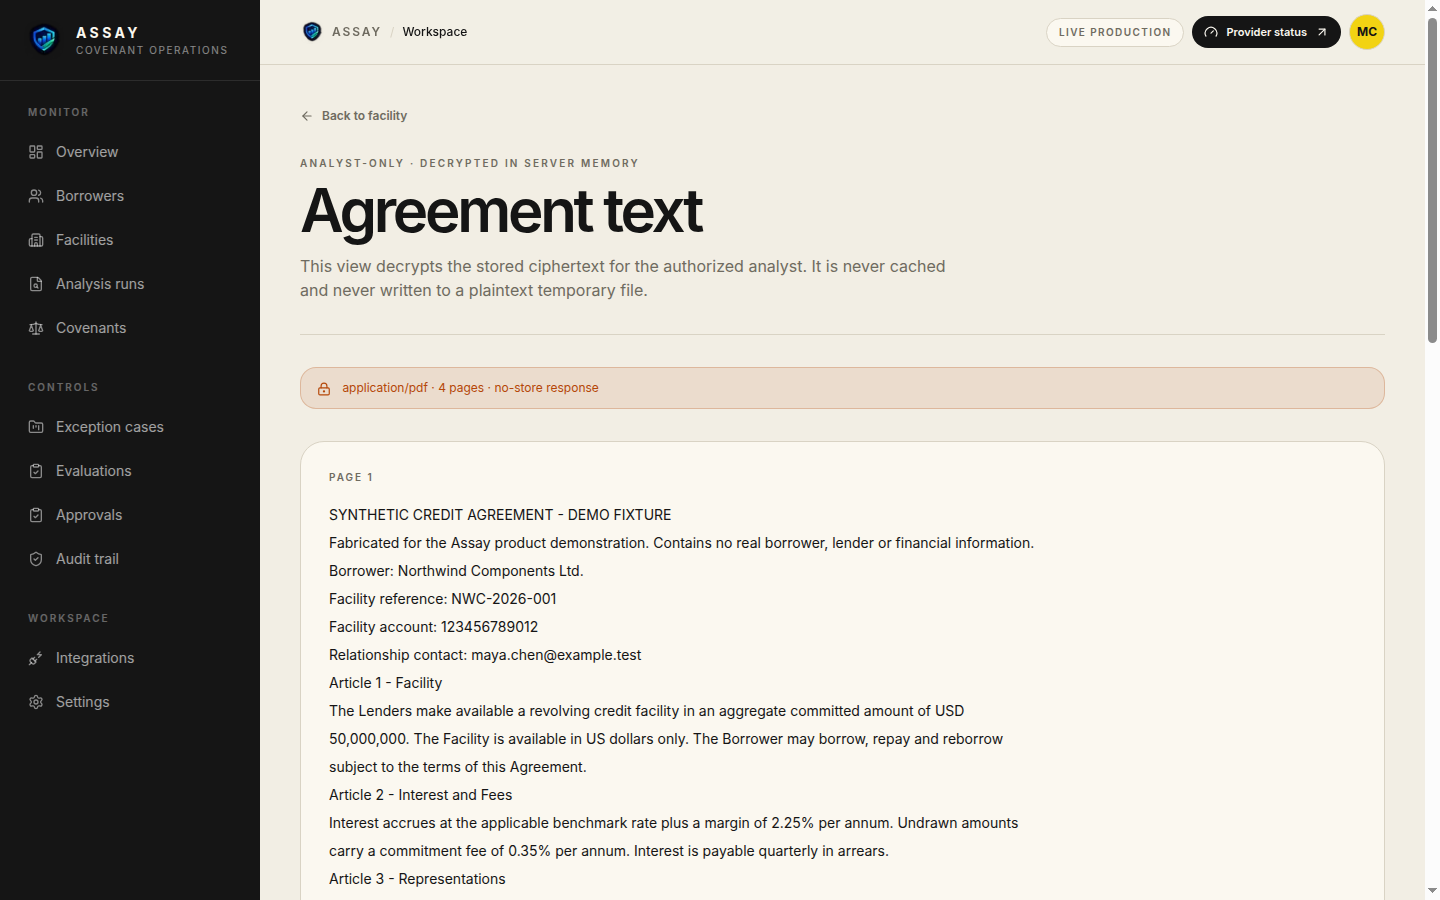 ASSAY
COVENANT OPERATIONS
MONITOR
Overview
Borrowers
Facilities
Analysis runs
Covenants
CONTROLS
Exception cases
Evaluations
Approvals
Audit trail
WORKSPACE
Integrations
Settings
ASSAY / Workspace
LIVE PRODUCTION
Provider status
MC
Back to facility
ANALYST-ONLY · DECRYPTED IN SERVER MEMORY
Agreement text
This view decrypts the stored ciphertext for the authorized analyst. It is never cached
and never written to a plaintext temporary file.
application/pdf · 4 pages · no-store response
PAGE 1
SYNTHETIC CREDIT AGREEMENT - DEMO FIXTURE
Fabricated for the Assay product demonstration. Contains no real borrower, lender or financial information.
Borrower: Northwind Components Ltd.
Facility reference: NWC-2026-001
Facility account: 123456789012
Relationship contact: maya.chen@example.test
Article 1 - Facility
The Lenders make available a revolving credit facility in an aggregate committed amount of USD
50,000,000. The Facility is available in US dollars only. The Borrower may borrow, repay and reborrow
subject to the terms of this Agreement.
Article 2 - Interest and Fees
Interest accrues at the applicable benchmark rate plus a margin of 2.25% per annum. Undrawn amounts
carry a commitment fee of 0.35% per annum. Interest is payable quarterly in arrears.
Article 3 - Representations